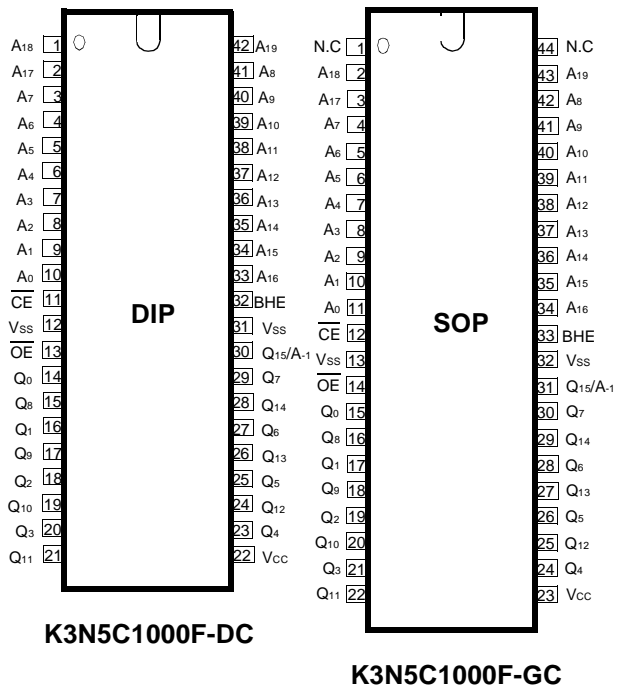 A18 1 42 A19
A17 2 41 A8
A7 3 40 A9
A6 4 39 A10
A5 5 38 A11
A4 6 37 A12
A3 7 36 A13
A2 8 35 A14
A1 9 34 A15
A0 10 33 A16
CE 11 32 BHE
VSS 12 31 VSS
OE 13 30 Q15/A-1
Q0 14 29 Q7
Q8 15 28 Q14
Q1 16 27 Q6
Q9 17 26 Q13
Q2 18 25 Q5
Q10 19 24 Q12
Q3 20 23 Q4
Q11 21 22 VCC
DIP
K3N5C1000F-DC
N.C 1 44 N.C
A18 2 43 A19
A17 3 42 A8
A7 4 41 A9
A6 5 40 A10
A5 6 39 A11
A4 7 38 A12
A3 8 37 A13
A2 9 36 A14
A1 10 35 A15
A0 11 34 A16
CE 12 33 BHE
VSS 13 32 VSS
OE 14 31 Q15/A-1
Q0 15 30 Q7
Q8 16 29 Q14
Q1 17 28 Q6
Q9 18 27 Q13
Q2 19 26 Q5
Q10 20 25 Q12
Q3 21 24 Q4
Q11 22 23 VCC
SOP
K3N5C1000F-GC